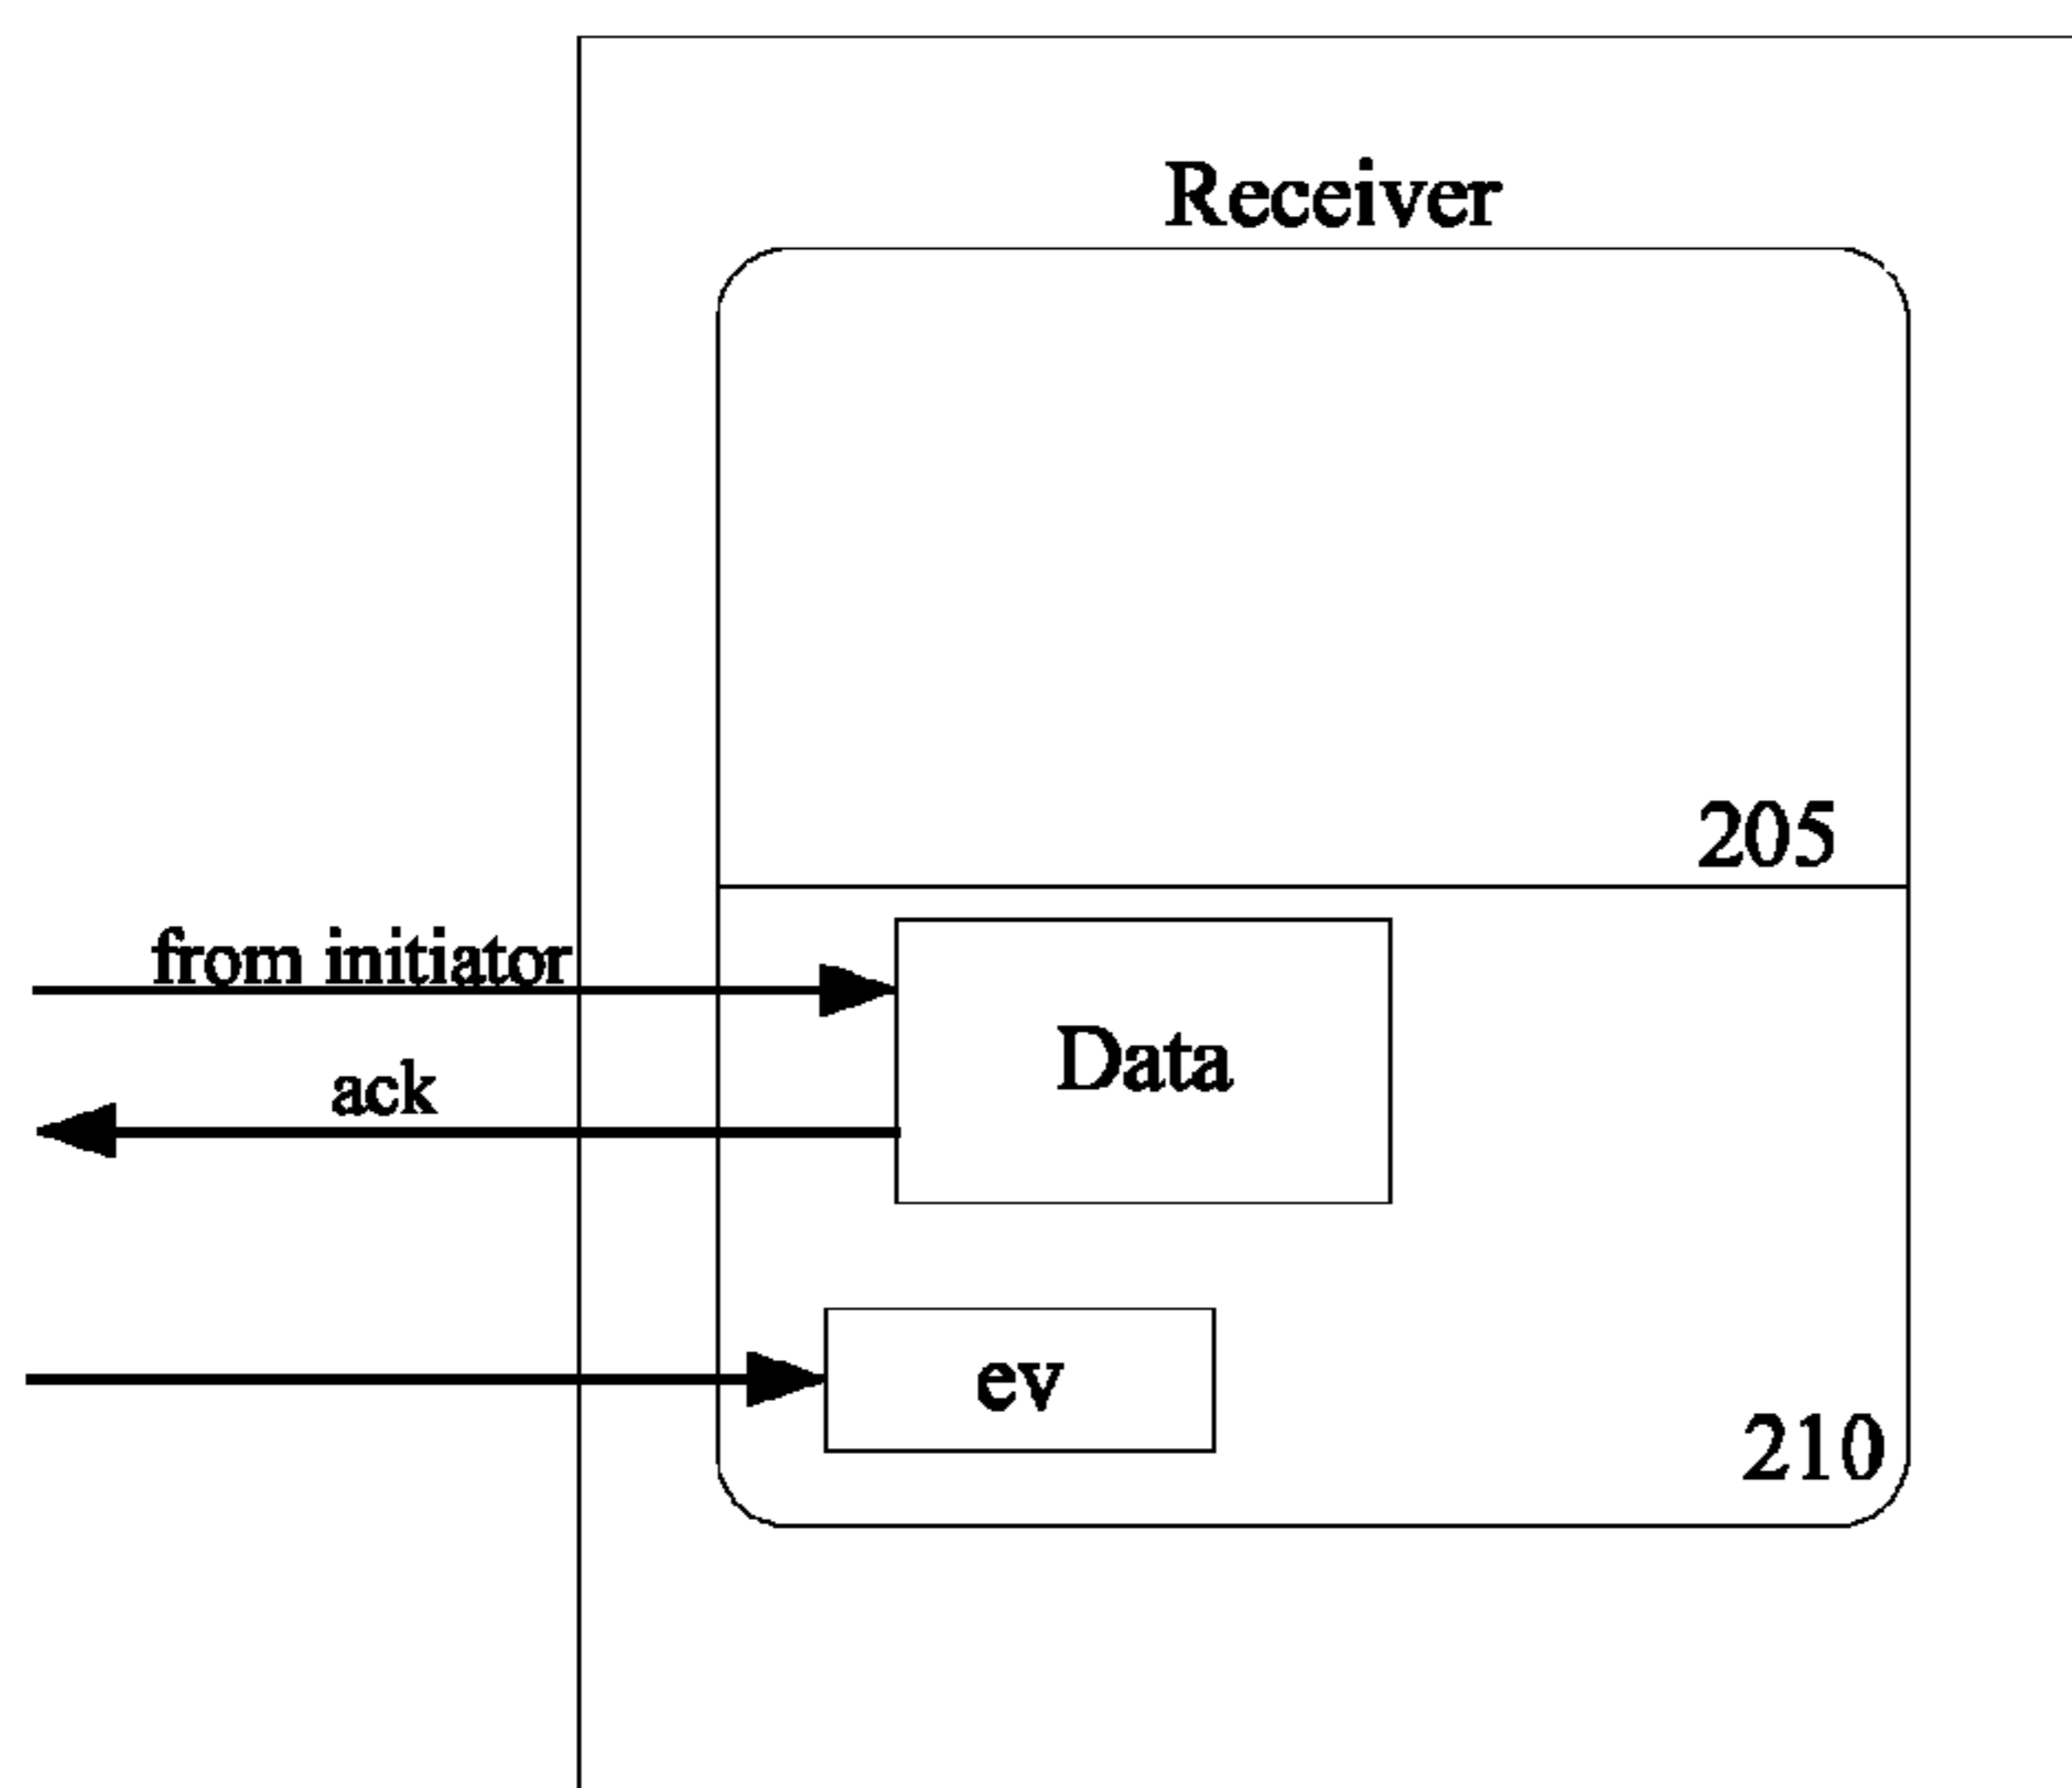 Receiver
205
from initiator
Data
ack
ev
210